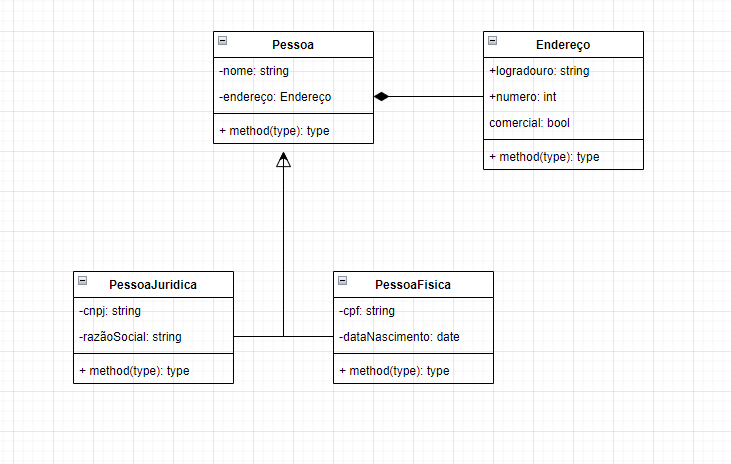 Pessoa
-nome: string
-endereço: Endereço
+ method(type): type
Endereço
+logradouro: string
+numero: int
comercial: bool
+ method(type): type
PessoaJuridica
-cnpj: string
-razãoSocial: string
+ method(type): type
PessoaFisica
-cpf: string
-dataNascimento: date
+ method(type): type